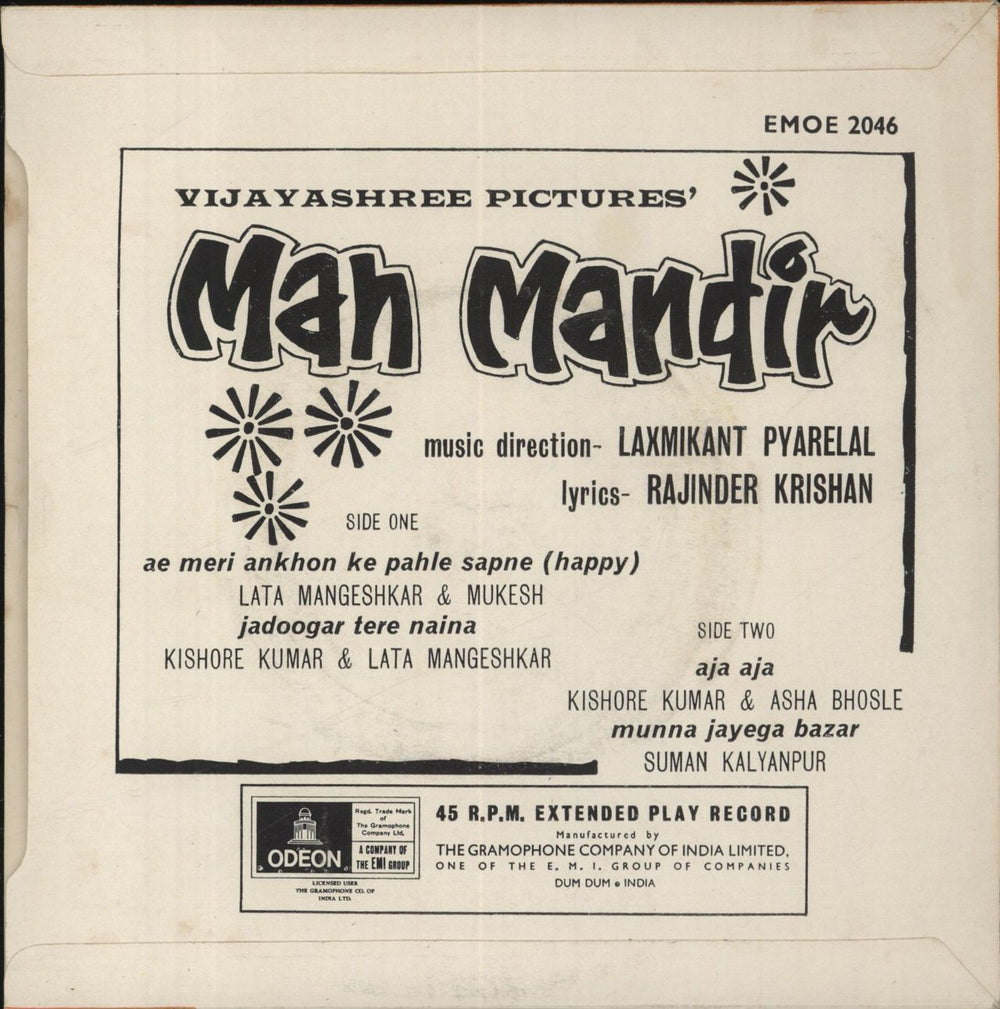 EMOE 2046
VIJAYASHREE PICTURES’
Man Mandir
music direction- LAXMIKANT PYARELAL
lyrics- RAJINDER KRISHAN
SIDE ONE
ae meri ankhon ke pahle sapne (happy)
LATA MANGESHKAR & MUKESH
jadoogar tere naina
KISHORE KUMAR & LATA MANGESHKAR
SIDE TWO
aja aja
KISHORE KUMAR & ASHA BHOSLE
munna jayega bazar
SUMAN KALYANPUR
ODEON
Regd. Trade Mark
of
The Gramophone
Company Ltd.
A COMPANY OF
THE EMI GROUP
LICENSED USER
THE GRAMOPHONE CO. OF
INDIA LTD.
45 R.P.M. EXTENDED PLAY RECORD
Manufactured by
THE GRAMOPHONE COMPANY OF INDIA LIMITED,
ONE OF THE E. M. I. GROUP OF COMPANIES
DUM DUM • INDIA